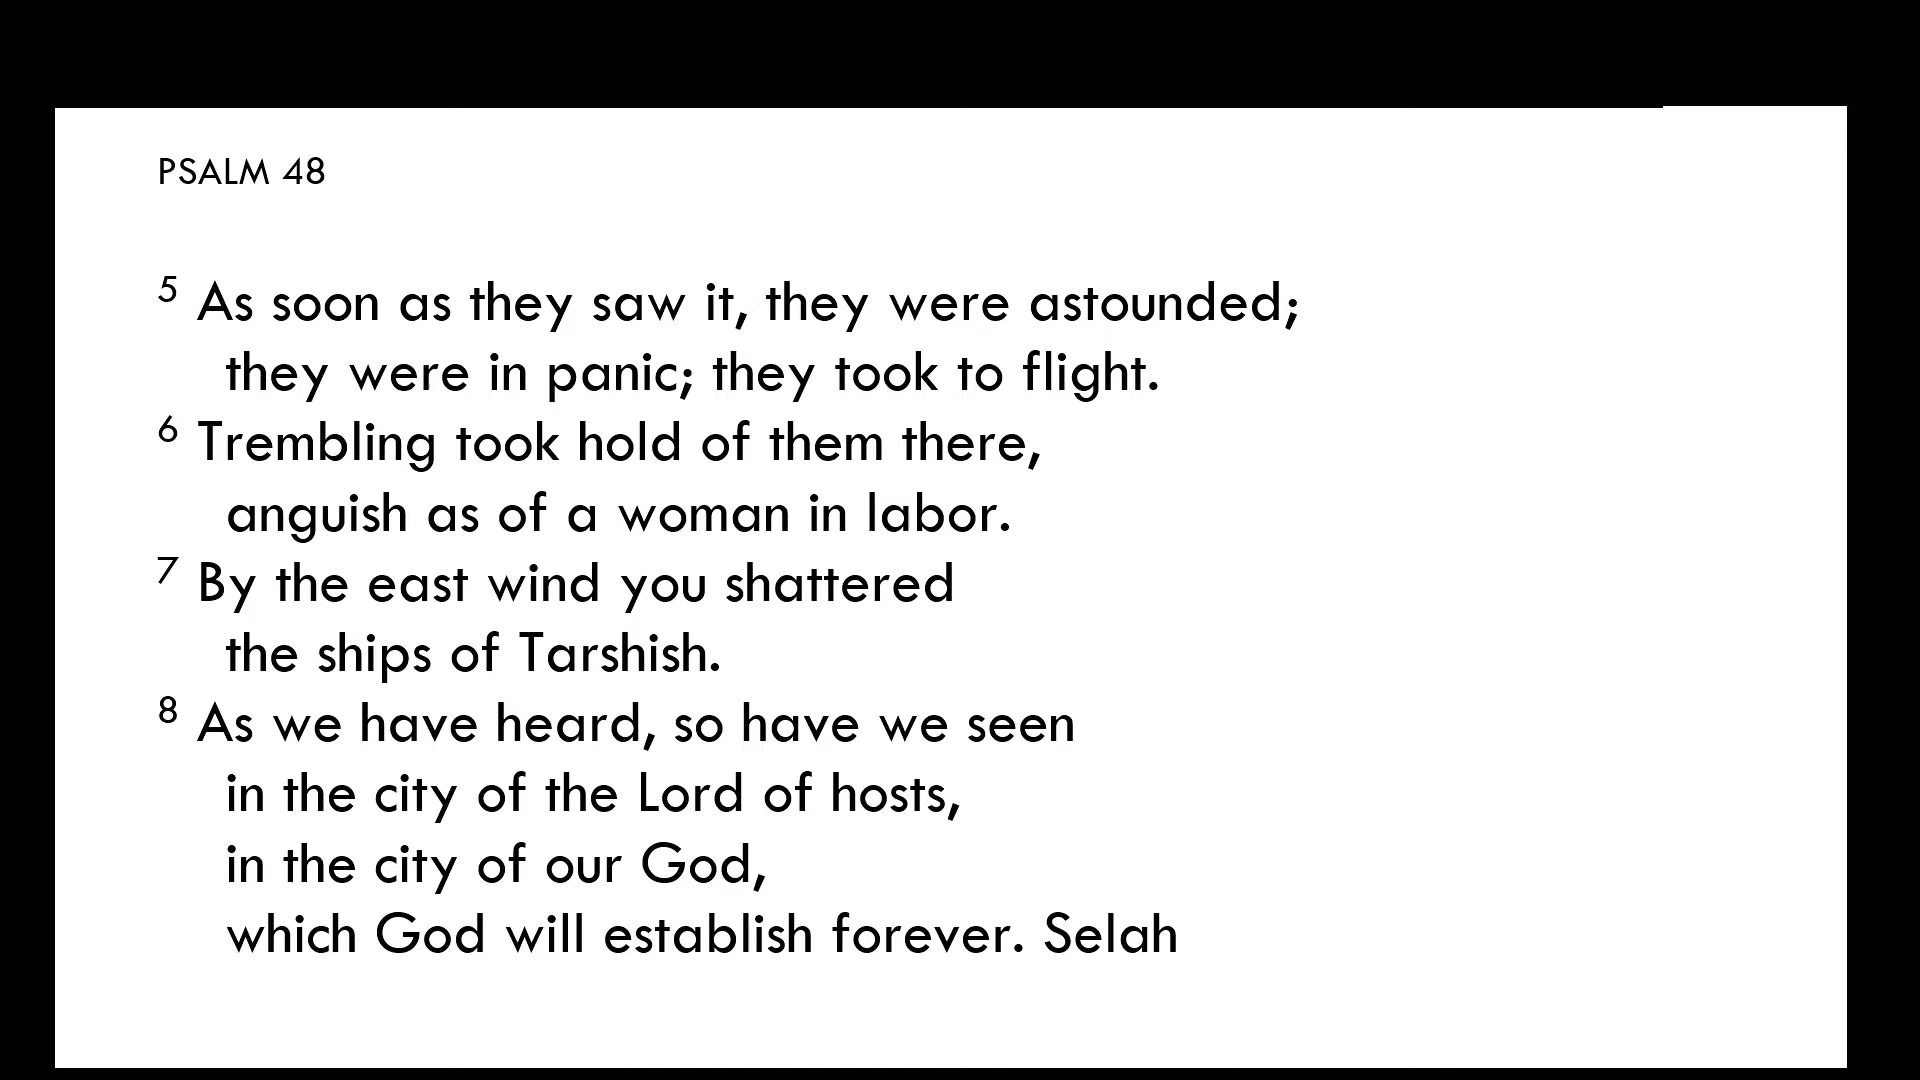 PSALM 48
5 As soon as they saw it, they were astounded;
they were in panic; they took to flight.
6 Trembling took hold of them there,
anguish as of a woman in labor.
7 By the east wind you shattered
the ships of Tarshish.
8 As we have heard, so have we seen
in the city of the Lord of hosts,
in the city of our God,
which God will establish forever. Selah